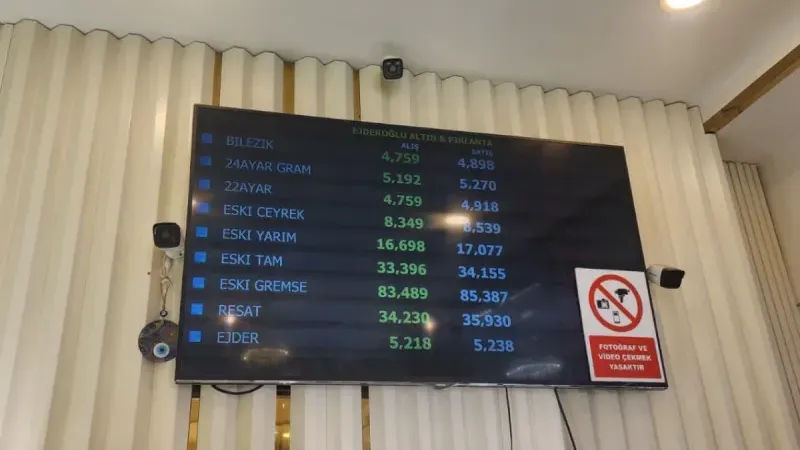 EJDEROĞLU ALTIN & PIRLANTA
ALIŞ SATIŞ
BILEZIK 4,759 4,898
24AYAR GRAM 5,192 5,270
22AYAR 4,759 4,918
ESKI CEYREK 8,349 8,539
ESKI YARIM 16,698 17,077
ESKI TAM 33,396 34,155
ESKI GREMSE 83,489 85,387
RESAT 34,230 35,930
EJDER 5,218 5,238
FOTOĞRAF VE
VİDEO ÇEKMEK
YASAKTIR